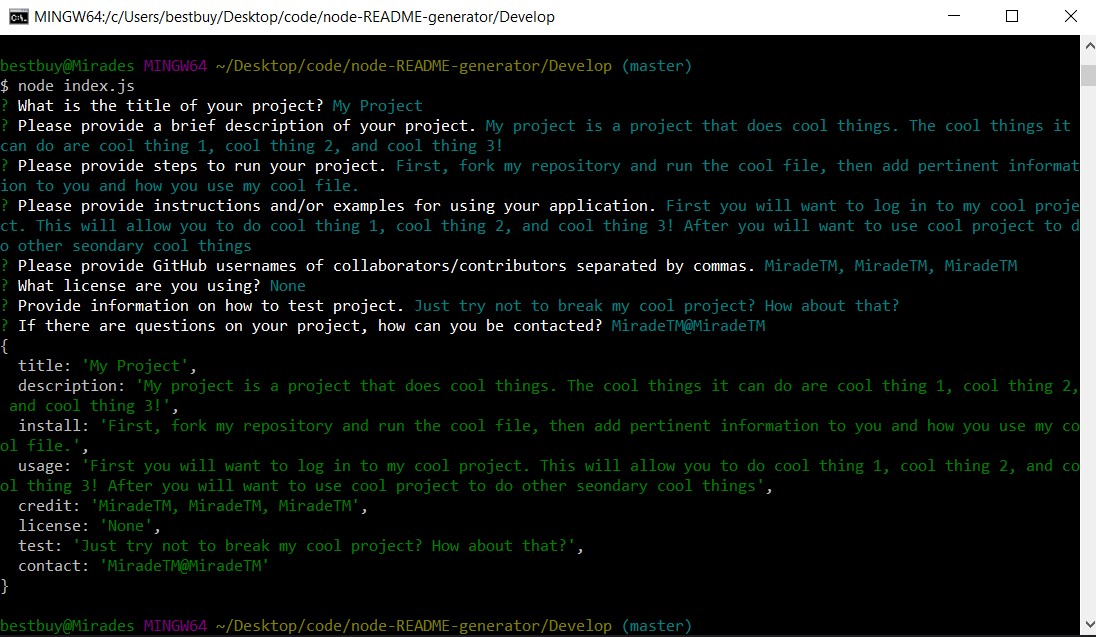 MINGW64:/c/Users/bestbuy/Desktop/code/node-README-generator/Develop
bestbuy@Mirades MINGW64 ~/Desktop/code/node-README-generator/Develop (master)
$ node index.js
? What is the title of your project? My Project
? Please provide a brief description of your project. My project is a project that does cool things. The cool things it
can do are cool thing 1, cool thing 2, and cool thing 3!
? Please provide steps to run your project. First, fork my repository and run the cool file, then add pertinent informat
ion to you and how you use my cool file.
? Please provide instructions and/or examples for using your application. First you will want to log in to my cool proje
ct. This will allow you to do cool thing 1, cool thing 2, and cool thing 3! After you will want to use cool project to d
o other seondary cool things
? Please provide GitHub usernames of collaborators/contributors separated by commas. MiradeTM, MiradeTM, MiradeTM
? What license are you using? None
? Provide information on how to test project. Just try not to break my cool project? How about that?
? If there are questions on your project, how can you be contacted? MiradeTM@MiradeTM
{
  title: 'My Project',
  description: 'My project is a project that does cool things. The cool things it can do are cool thing 1, cool thing 2,
 and cool thing 3!',
  install: 'First, fork my repository and run the cool file, then add pertinent information to you and how you use my co
ol file.',
  usage: 'First you will want to log in to my cool project. This will allow you to do cool thing 1, cool thing 2, and co
ol thing 3! After you will want to use cool project to do other seondary cool things',
  credit: 'MiradeTM, MiradeTM, MiradeTM',
  license: 'None',
  test: 'Just try not to break my cool project? How about that?',
  contact: 'MiradeTM@MiradeTM'
}
bestbuy@Mirades MINGW64 ~/Desktop/code/node-README-generator/Develop (master)